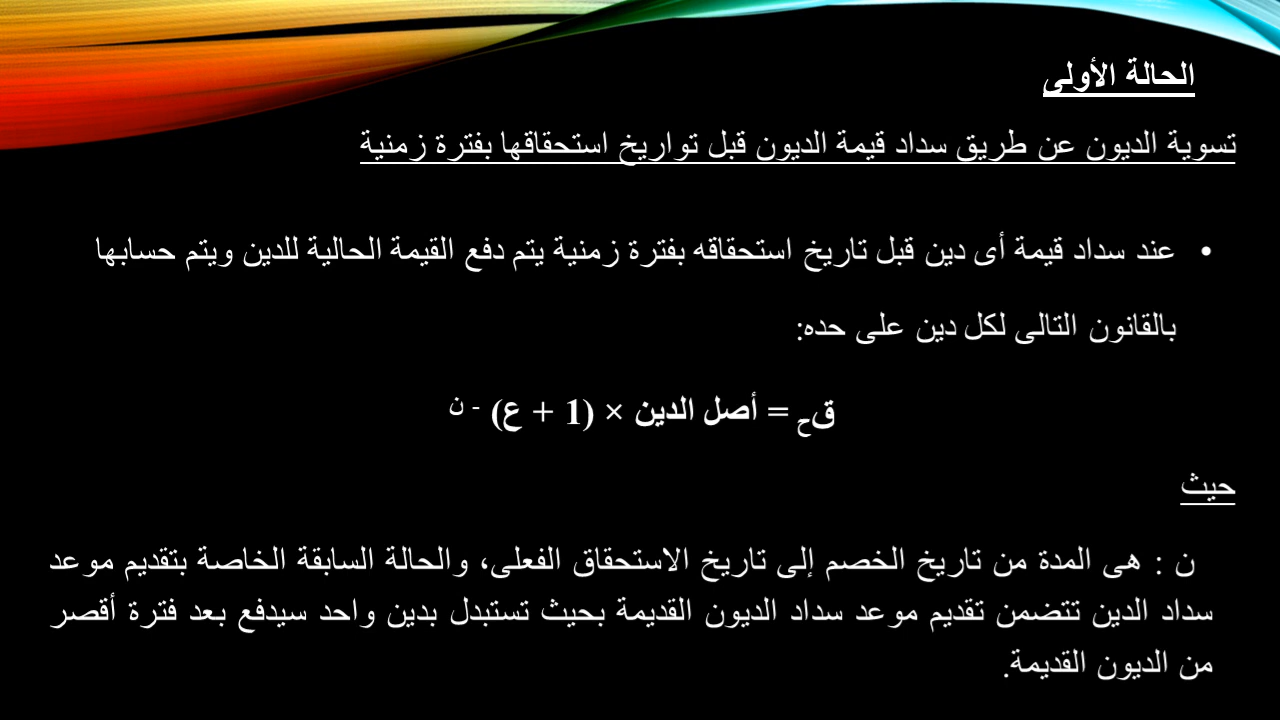 الحالة الأولى
تسوية الديون عن طريق سداد قيمة الديون قبل تواريخ استحقاقها بفترة زمنية
• عند سداد قيمة أى دين قبل تاريخ استحقاقه بفترة زمنية يتم دفع القيمة الحالية للدين ويتم حسابها
بالقانون التالى لكل دين على حده:
قح = أصل الدين × (1 + ع) - ن
حيث
ن : هى المدة من تاريخ الخصم إلى تاريخ الاستحقاق الفعلى، والحالة السابقة الخاصة بتقديم موعد
سداد الدين تتضمن تقديم موعد سداد الديون القديمة بحيث تستبدل بدين واحد سيدفع بعد فترة أقصر
من الديون القديمة.